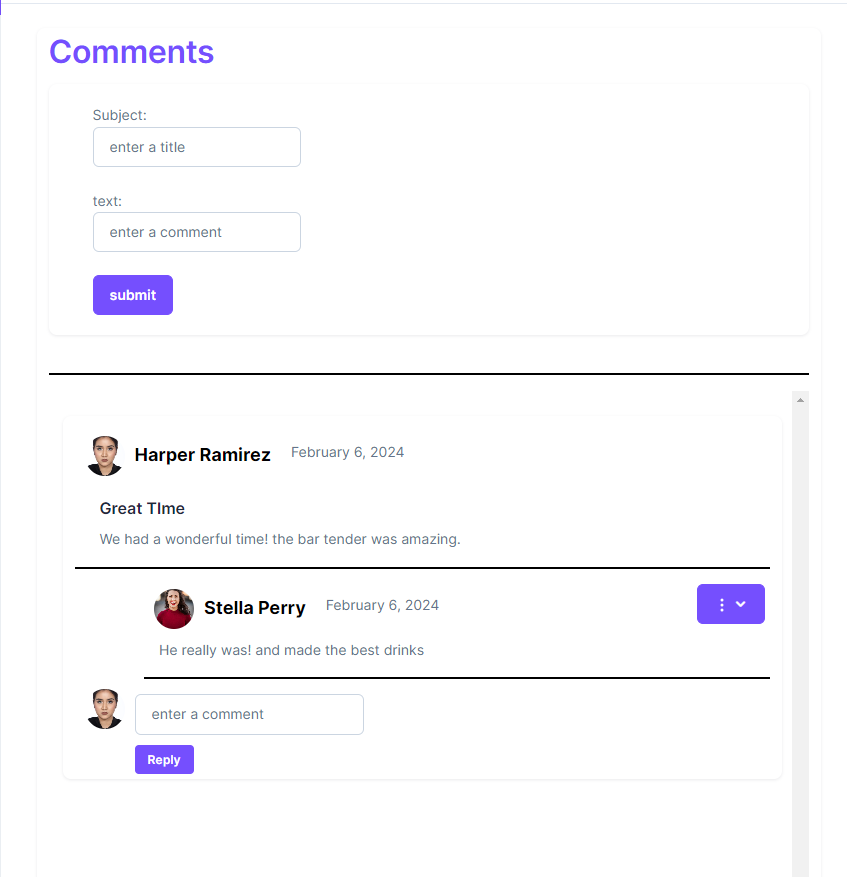 Comments
Subject:
enter a title
text:
enter a comment
submit
Harper Ramirez February 6, 2024
Great TIme
We had a wonderful time! the bar tender was amazing.
Stella Perry February 6, 2024
He really was! and made the best drinks
enter a comment
Reply